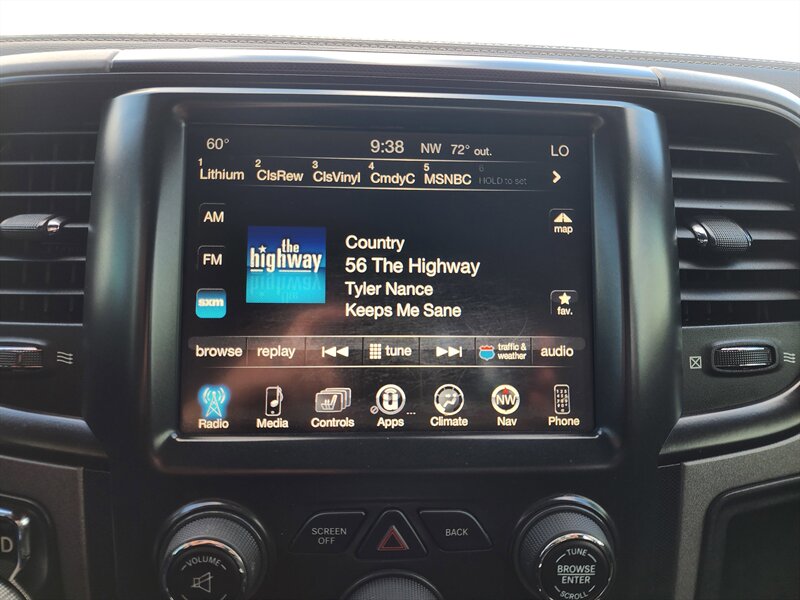 60° 9:38 NW 72° out. LO
1 Lithium 2 ClsRew 3 ClsVinyl 4 CmdyC 5 MSNBC 6 HOLD to set
AM
map
the highway
Country
FM
56 The Highway
Tyler Nance
sxm
fav.
Keeps Me Sane
browse replay tune traffic & weather audio
Radio Media Controls Apps Climate NW Nav Phone
SCREEN OFF
BACK
D
VOLUME
TUNE
BROWSE
ENTER
SCROLL